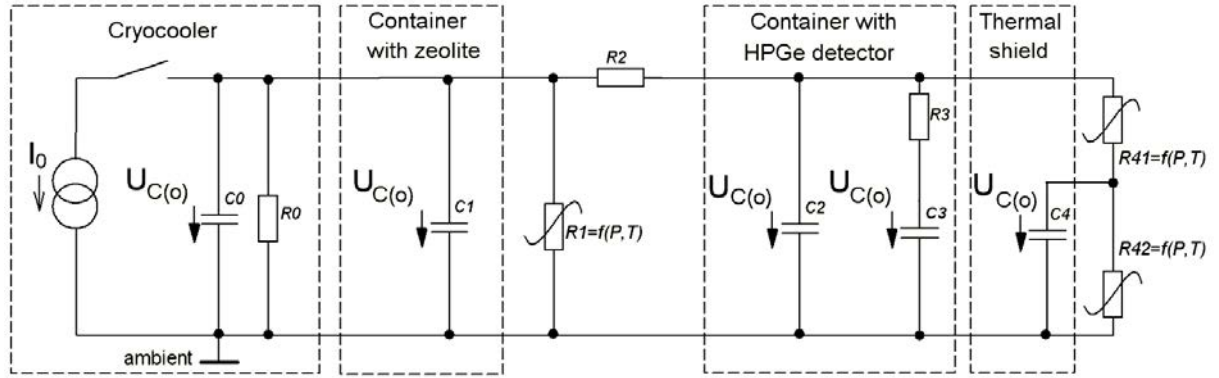 Cryocooler
Container
with zeolite
Container with
HPGe detector
Thermal
shield
R2
R3
I0
UC(o)
C0
R0
UC(o)
C1
R1=f(P,T)
UC(o)
C2
UC(o)
C3
UC(o)
C4
R41=f(P,T)
R42=f(P,T)
ambient